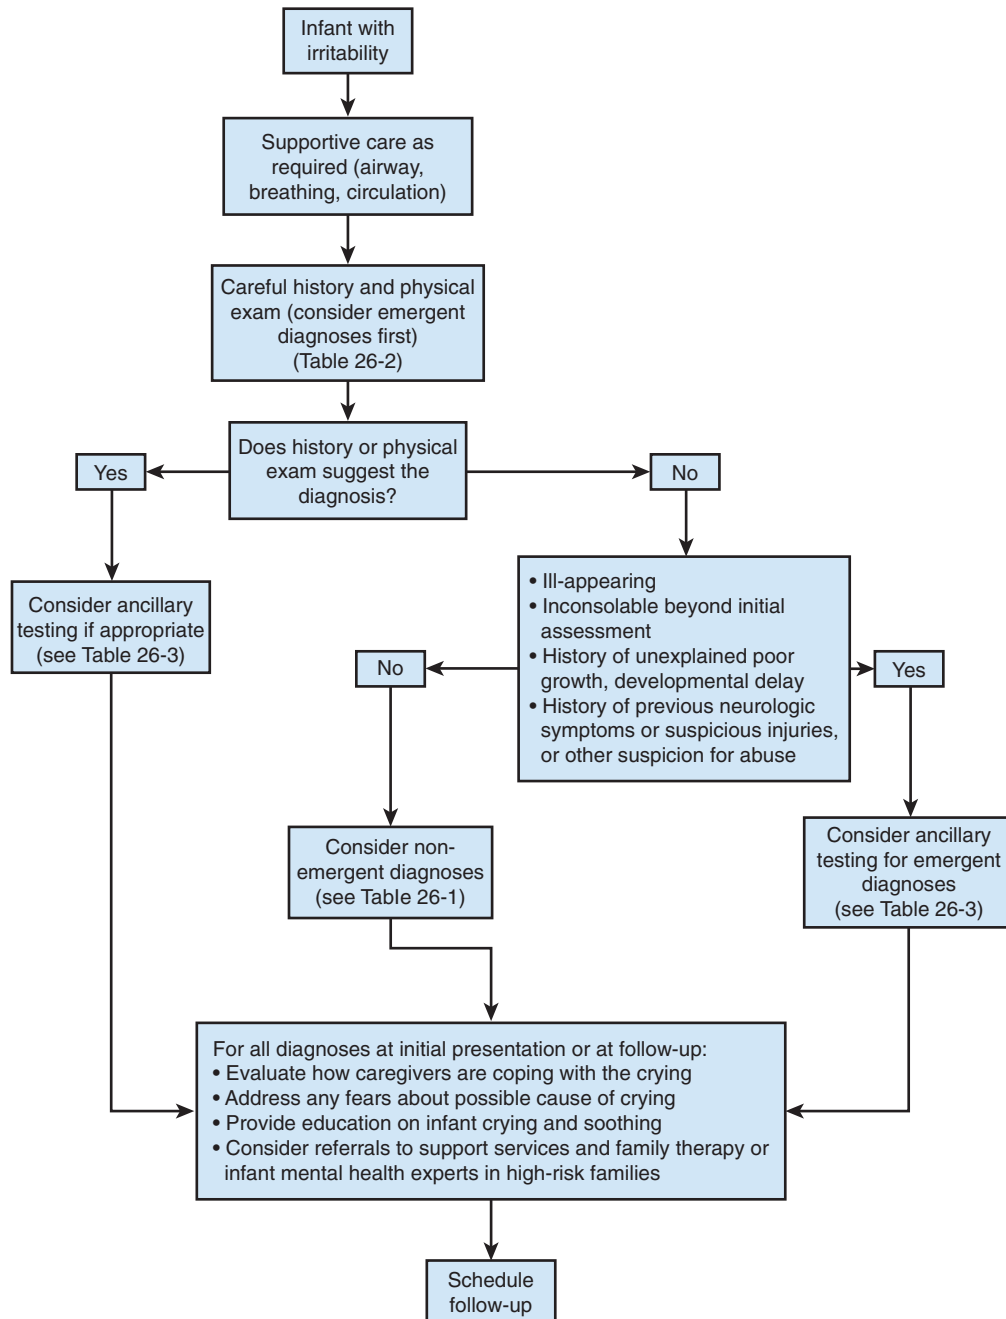 Infant with
irritability
Supportive care as
required (airway,
breathing, circulation)
Careful history and physical
exam (consider emergent
diagnoses first)
(Table 26-2)
Does history or physical
exam suggest the
diagnosis?
Yes
No
Consider ancillary
testing if appropriate
(see Table 26-3)
• Ill-appearing
• Inconsolable beyond initial
assessment
• History of unexplained poor
growth, developmental delay
• History of previous neurologic
symptoms or suspicious injuries,
or other suspicion for abuse
No
Yes
Consider non-
emergent diagnoses
(see Table 26-1)
Consider ancillary
testing for emergent
diagnoses
(see Table 26-3)
For all diagnoses at initial presentation or at follow-up:
• Evaluate how caregivers are coping with the crying
• Address any fears about possible cause of crying
• Provide education on infant crying and soothing
• Consider referrals to support services and family therapy or
infant mental health experts in high-risk families
Schedule
follow-up